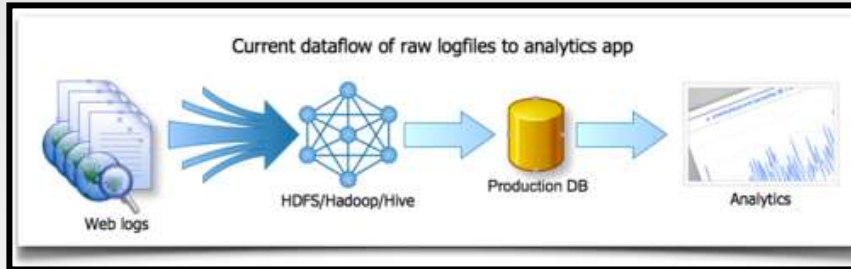 Current dataflow of raw logfiles to analytics app
Web logs
HDFS/Hadoop/Hive
Production DB
Analytics